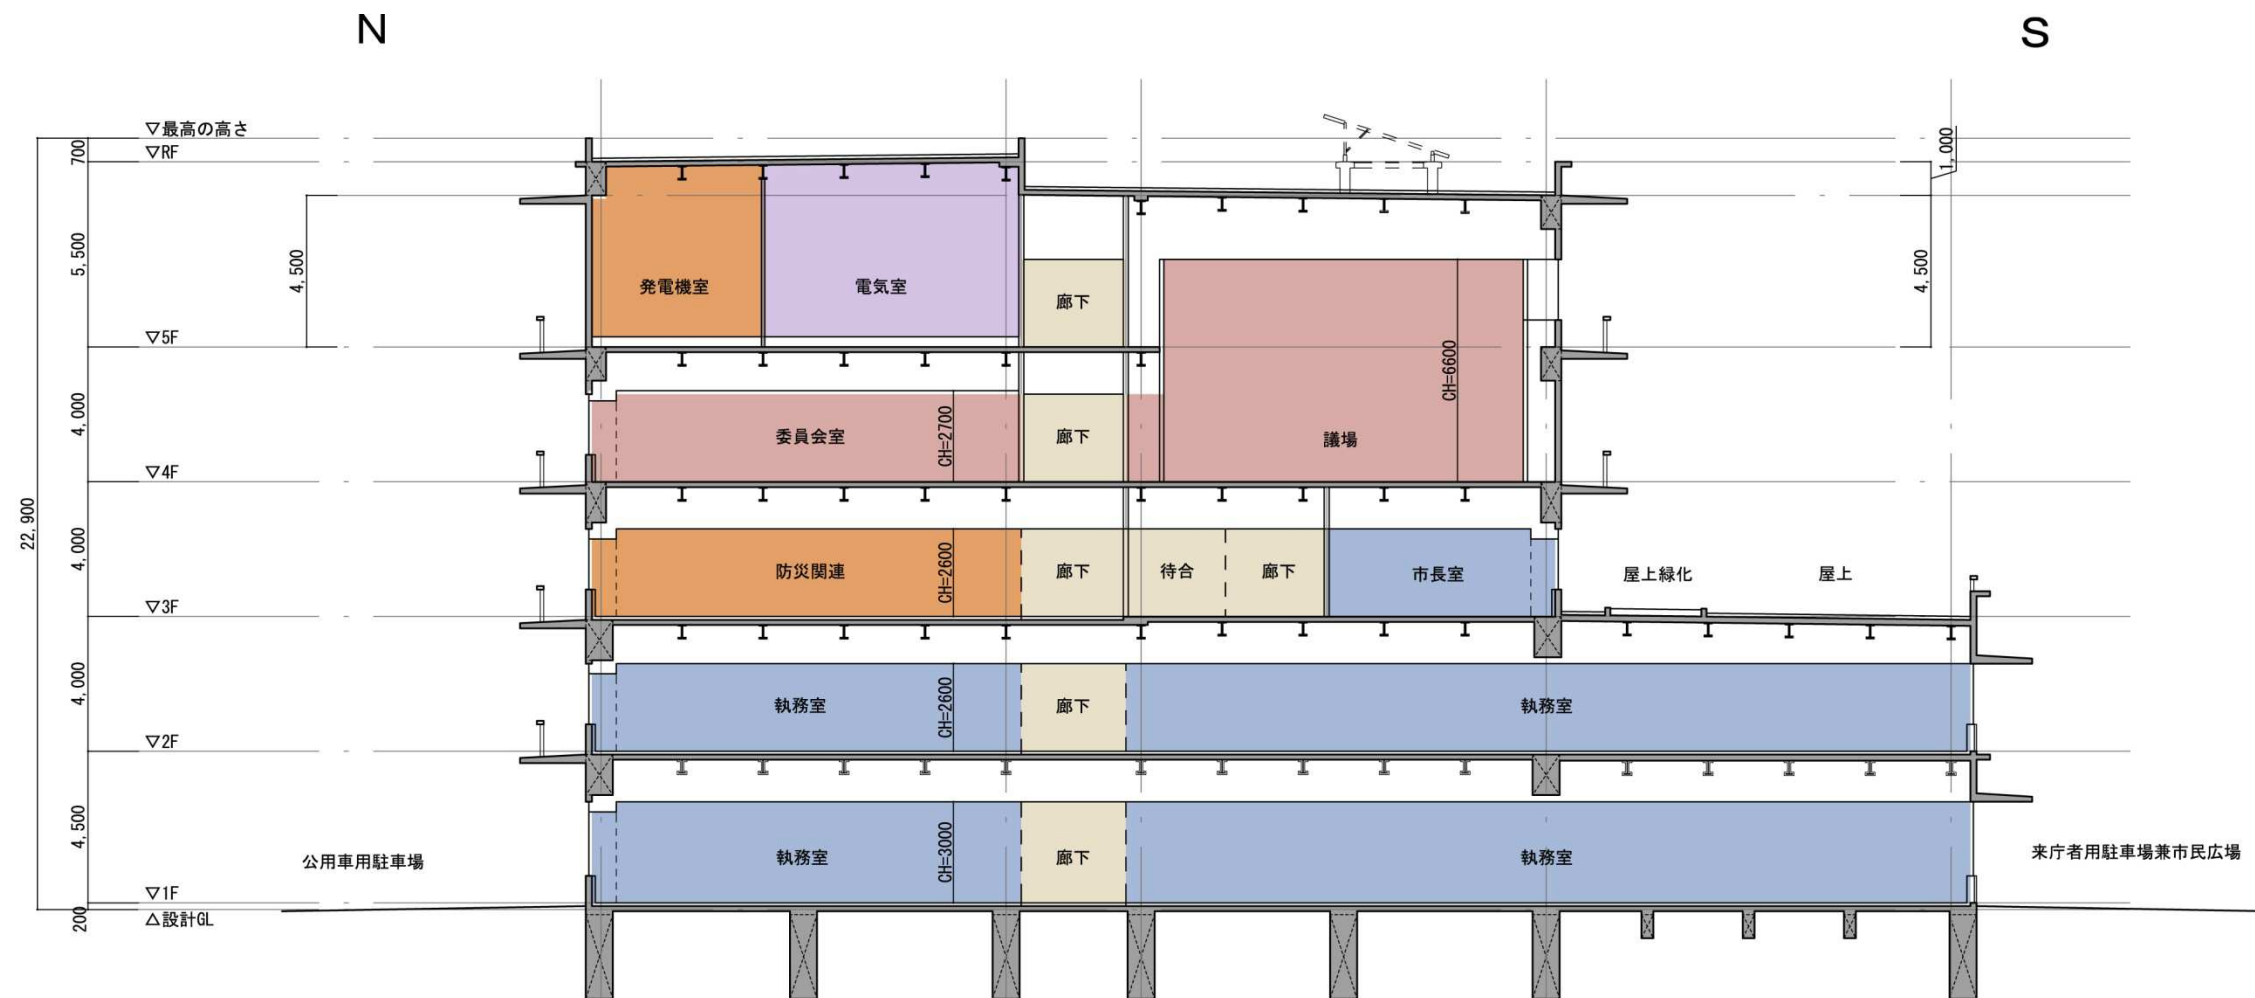 N
S
▽最高の高さ
▽RF
700
1,000
5,500
4,500
4,500
発電機室
電気室
廊下
▽5F
CH=6600
4,000
委員会室
CH=2700
廊下
議場
▽4F
22,900
4,000
防災関連
CH=2600
廊下
待合
廊下
市長室
屋上緑化
屋上
▽3F
4,000
執務室
CH=2600
廊下
執務室
▽2F
4,500
公用車用駐車場
執務室
CH=3000
廊下
執務室
来庁者用駐車場兼市民広場
▽1F
200
△設計GL